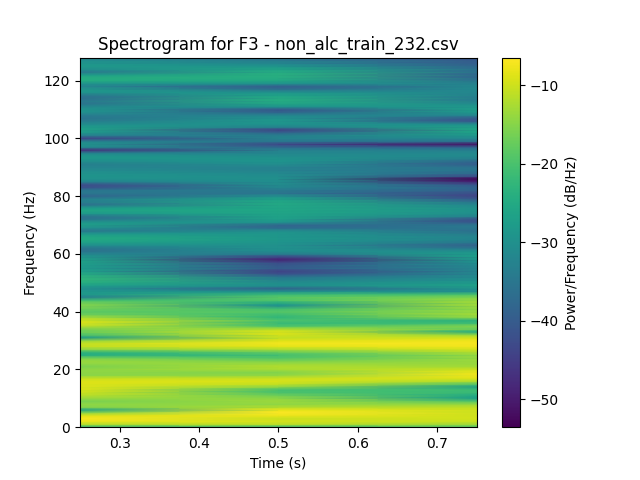 Spectrogram for F3 - non_alc_train_232.csv
120
100
80
60
40
20
0
Frequency (Hz)
0.3 0.4 0.5 0.6 0.7
Time (s)
−10
−20
−30
−40
−50
Power/Frequency (dB/Hz)